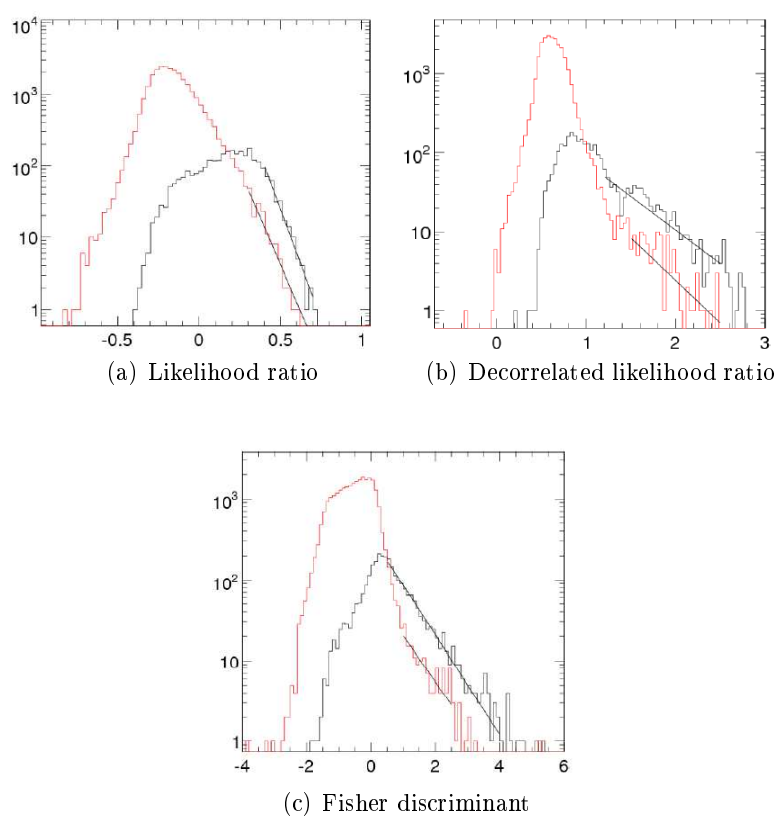 10^4
10^3
10^2
10
1
-0.5 0 0.5 1
(a) Likelihood ratio
10^3
10^2
10
1
0 1 2 3
(b) Decorrelated likelihood ratio
10^3
10^2
10
1
-4 -2 0 2 4 6
(c) Fisher discriminant